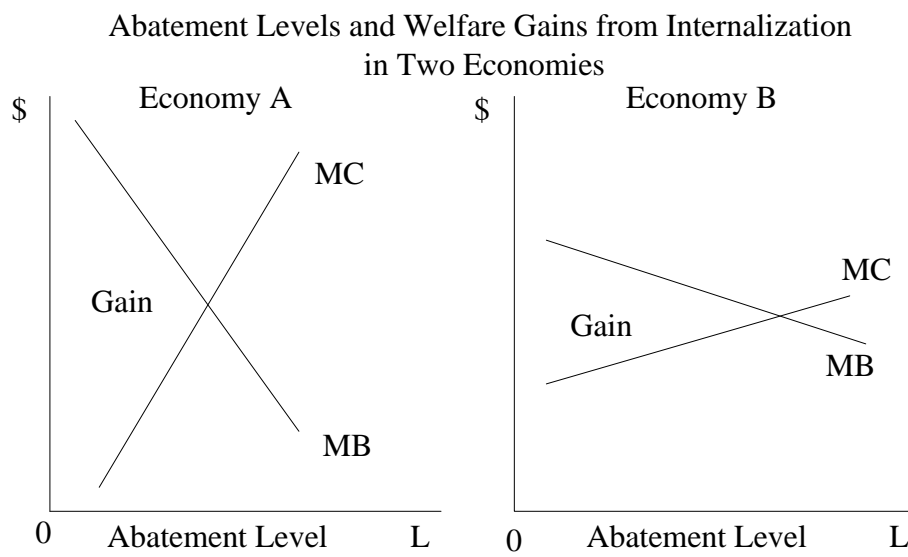 Abatement Levels and Welfare Gains from Internalization
in Two Economies
$
Economy A
MC
Gain
MB
0
Abatement Level
L
$
Economy B
MC
Gain
MB
0
Abatement Level
L